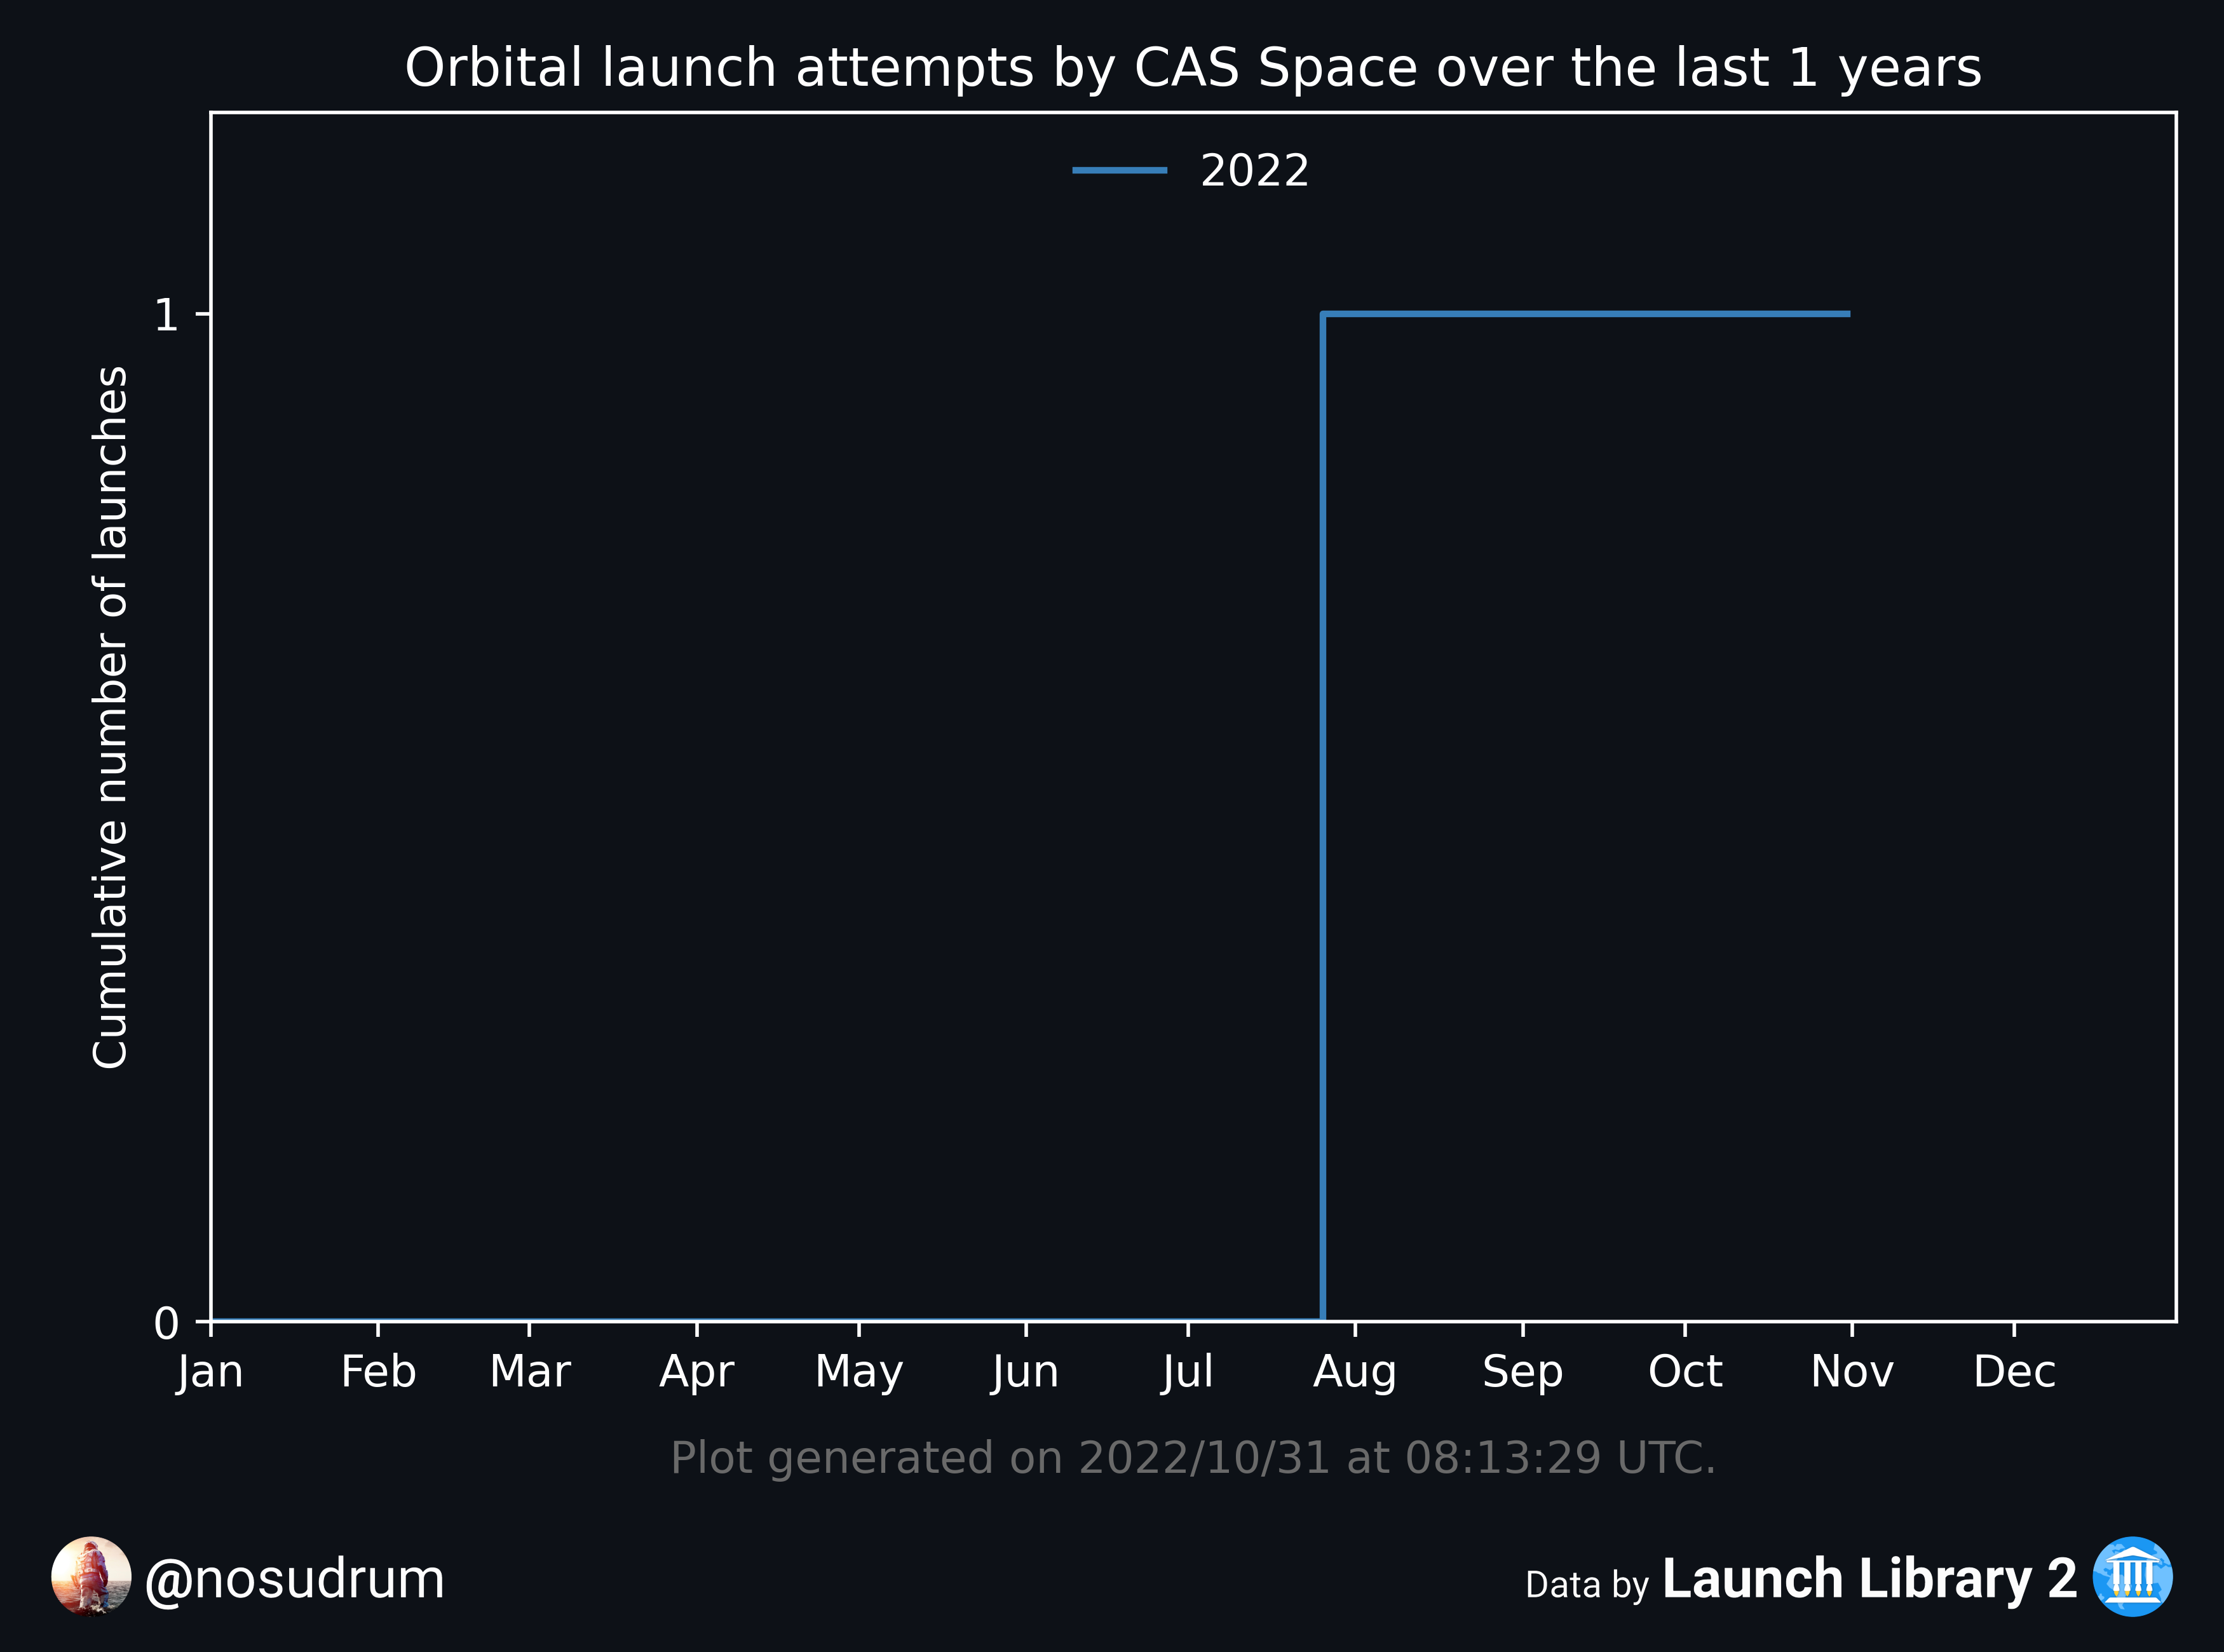 Orbital launch attempts by CAS Space over the last 1 years
2022
Cumulative number of launches
1
0
Jan Feb Mar Apr May Jun Jul Aug Sep Oct Nov Dec
Plot generated on 2022/10/31 at 08:13:29 UTC.
@nosudrum
Data by Launch Library 2